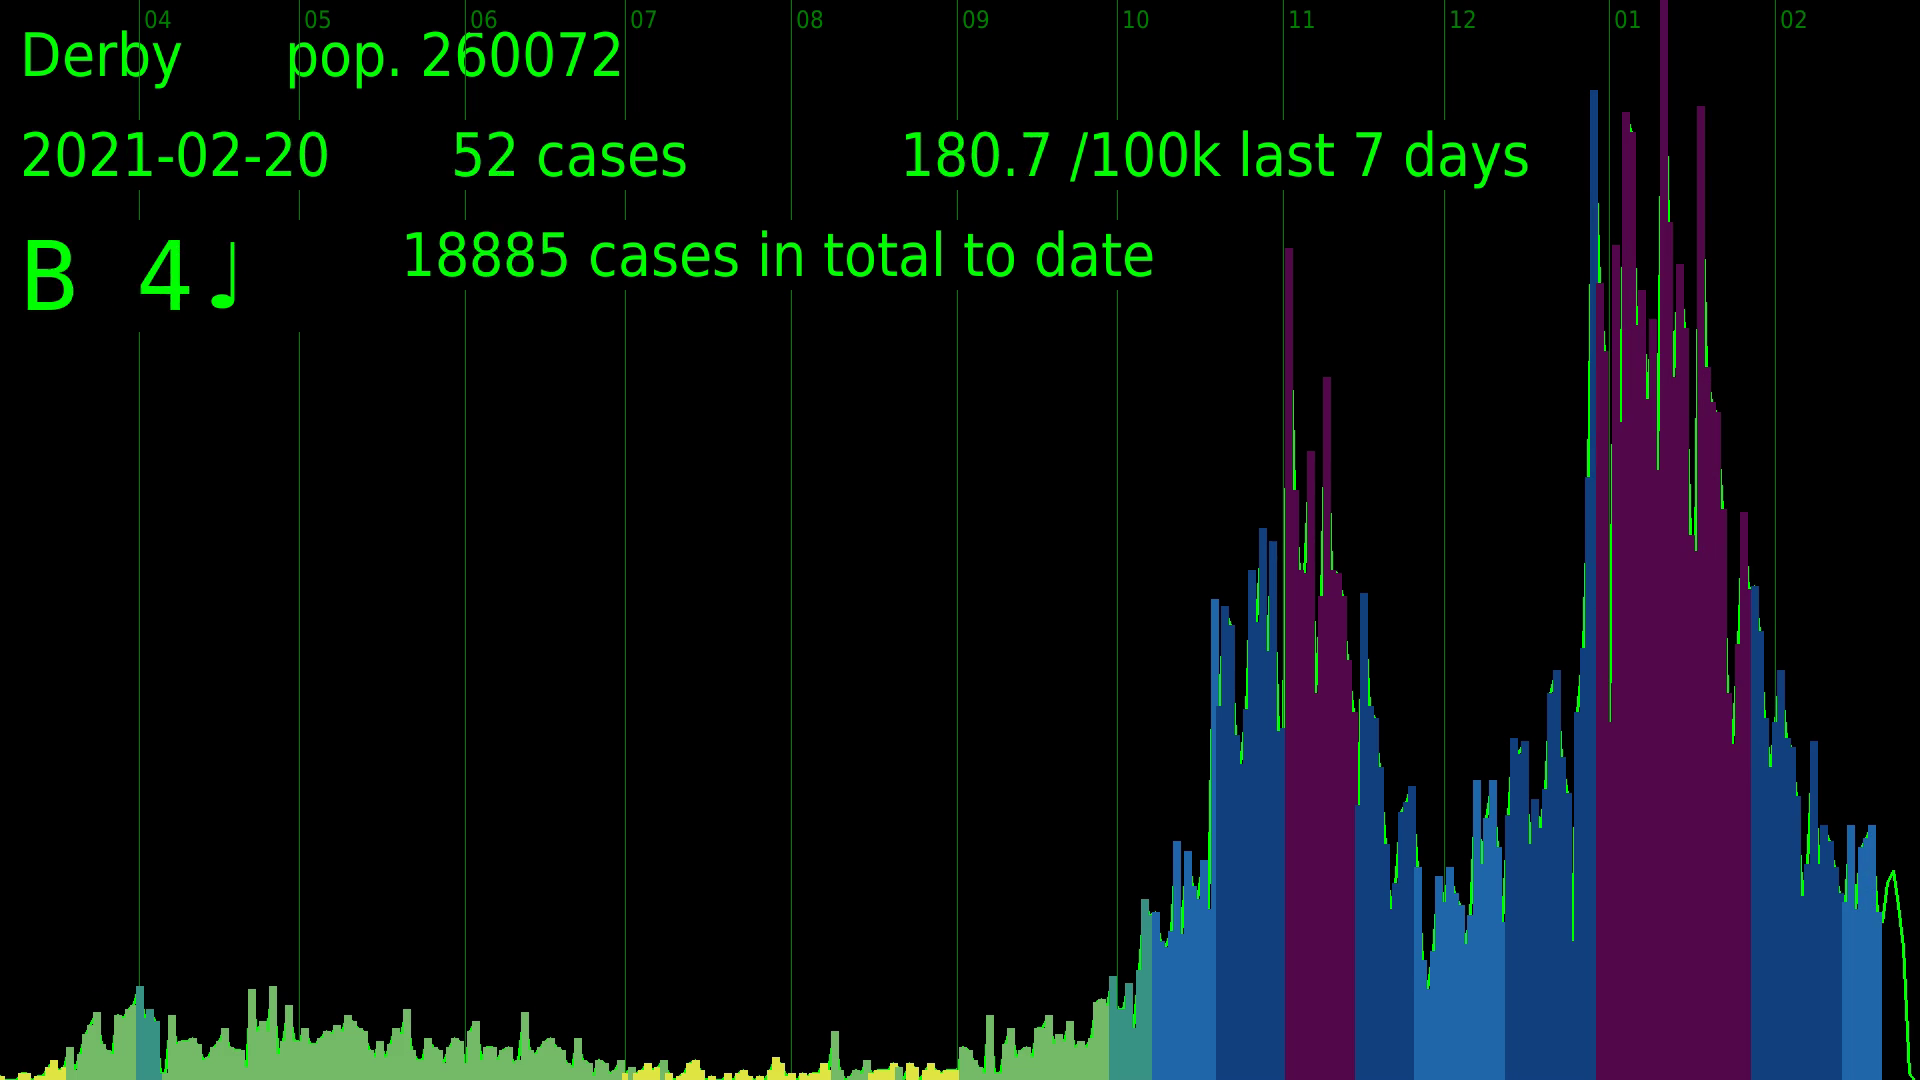 04 05 06 07 08 09 10 11 12 01 02
Derby pop. 260072
2021-02-20 52 cases 180.7 /100k last 7 days
B 4♩ 18885 cases in total to date